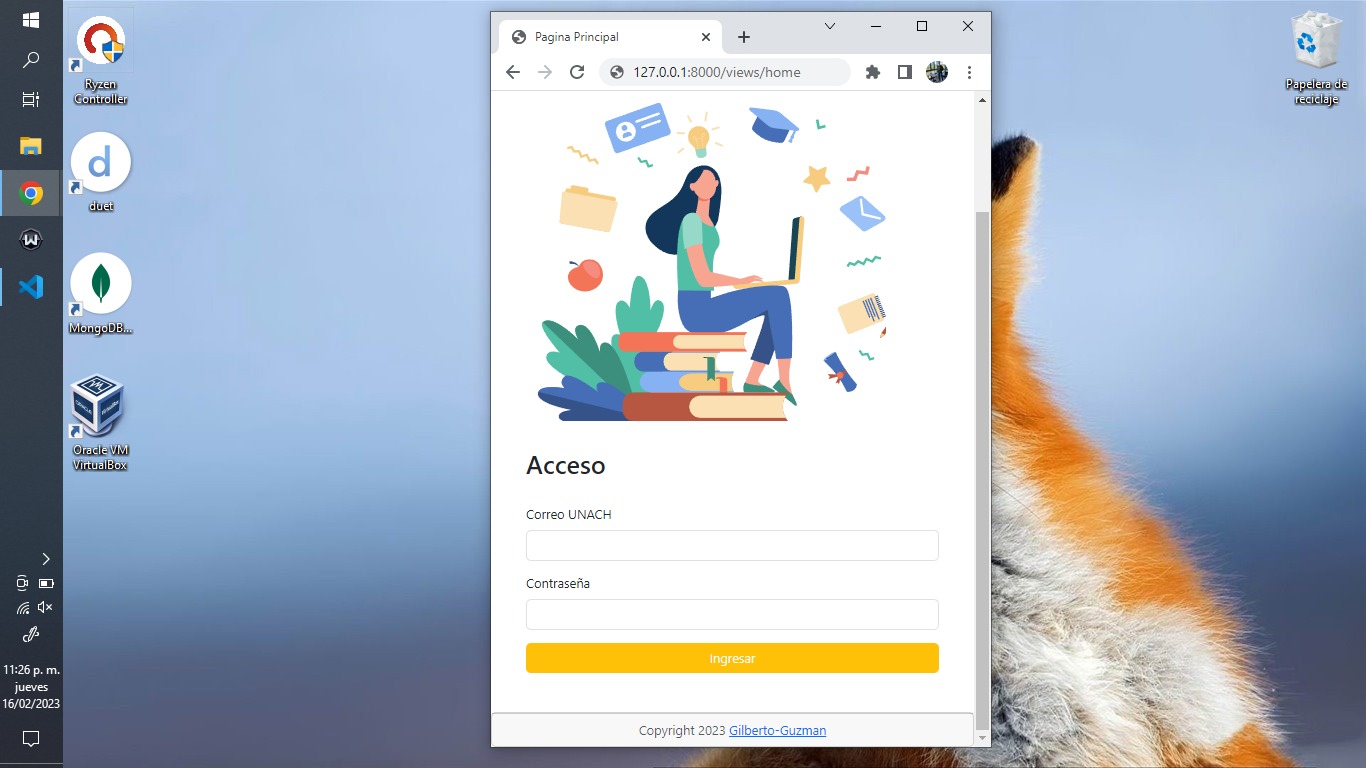 Ryzen
Controller
d
duet
MongoDB...
VM
Oracle VM
VirtualBox
11:26 p. m.
jueves
16/02/2023
Pagina Principal
127.0.0.1:8000/views/home
Acceso
Correo UNACH
Contraseña
Ingresar
Copyright 2023 Gilberto-Guzman
Papelera de
reciclaje